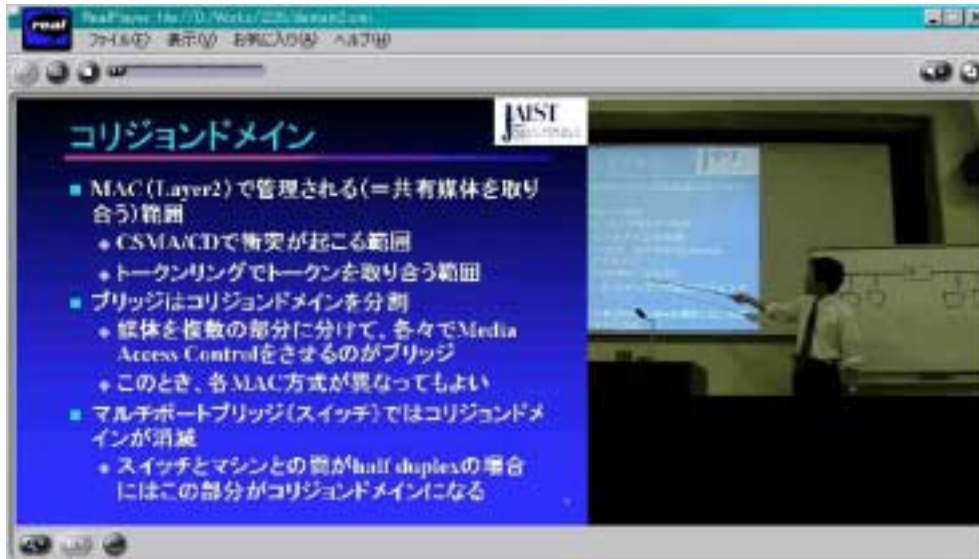 real
ファイル(F) 表示(V) お気に入り(A) ヘルプ(H)
JAIST
コリジョンドメイン
MAC(Layer2)で管理される(=共有媒体を取り
合う)範囲
CSMA/CDで衝突が起こる範囲
トークンリングでトークンを取り合う範囲
ブリッジはコリジョンドメインを分割
媒体を複数の部分に分けて、各々でMedia
Access Controlをさせるのがブリッジ
このとき、各MAC方式が異なってもよい
マルチポートブリッジ(スイッチ)ではコリジョンドメ
インが消滅
スイッチとマシンとの間がhalf duplexの場合
にはこの部分がコリジョンドメインになる